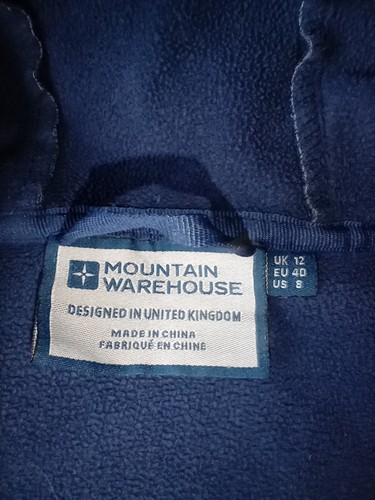 MOUNTAIN
WAREHOUSE
DESIGNED IN UNITED KINGDOM
MADE IN CHINA
FABRIQUÉ EN CHINE
UK 12
EU 40
US 8